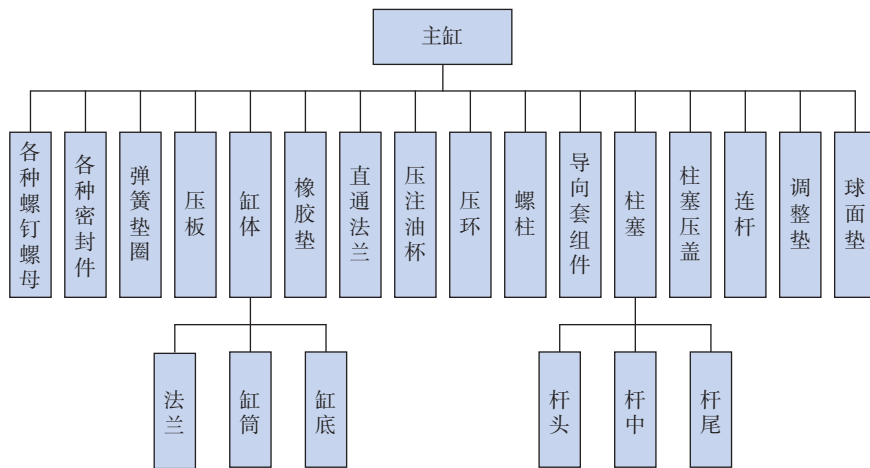 主缸
各种螺钉螺母
各种密封件
弹簧垫圈
压板
缸体
橡胶垫
直通法兰
压注油杯
压环
螺柱
导向套组件
柱塞
柱塞压盖
连杆
调整垫
球面垫
法兰
缸筒
缸底
杆头
杆中
杆尾